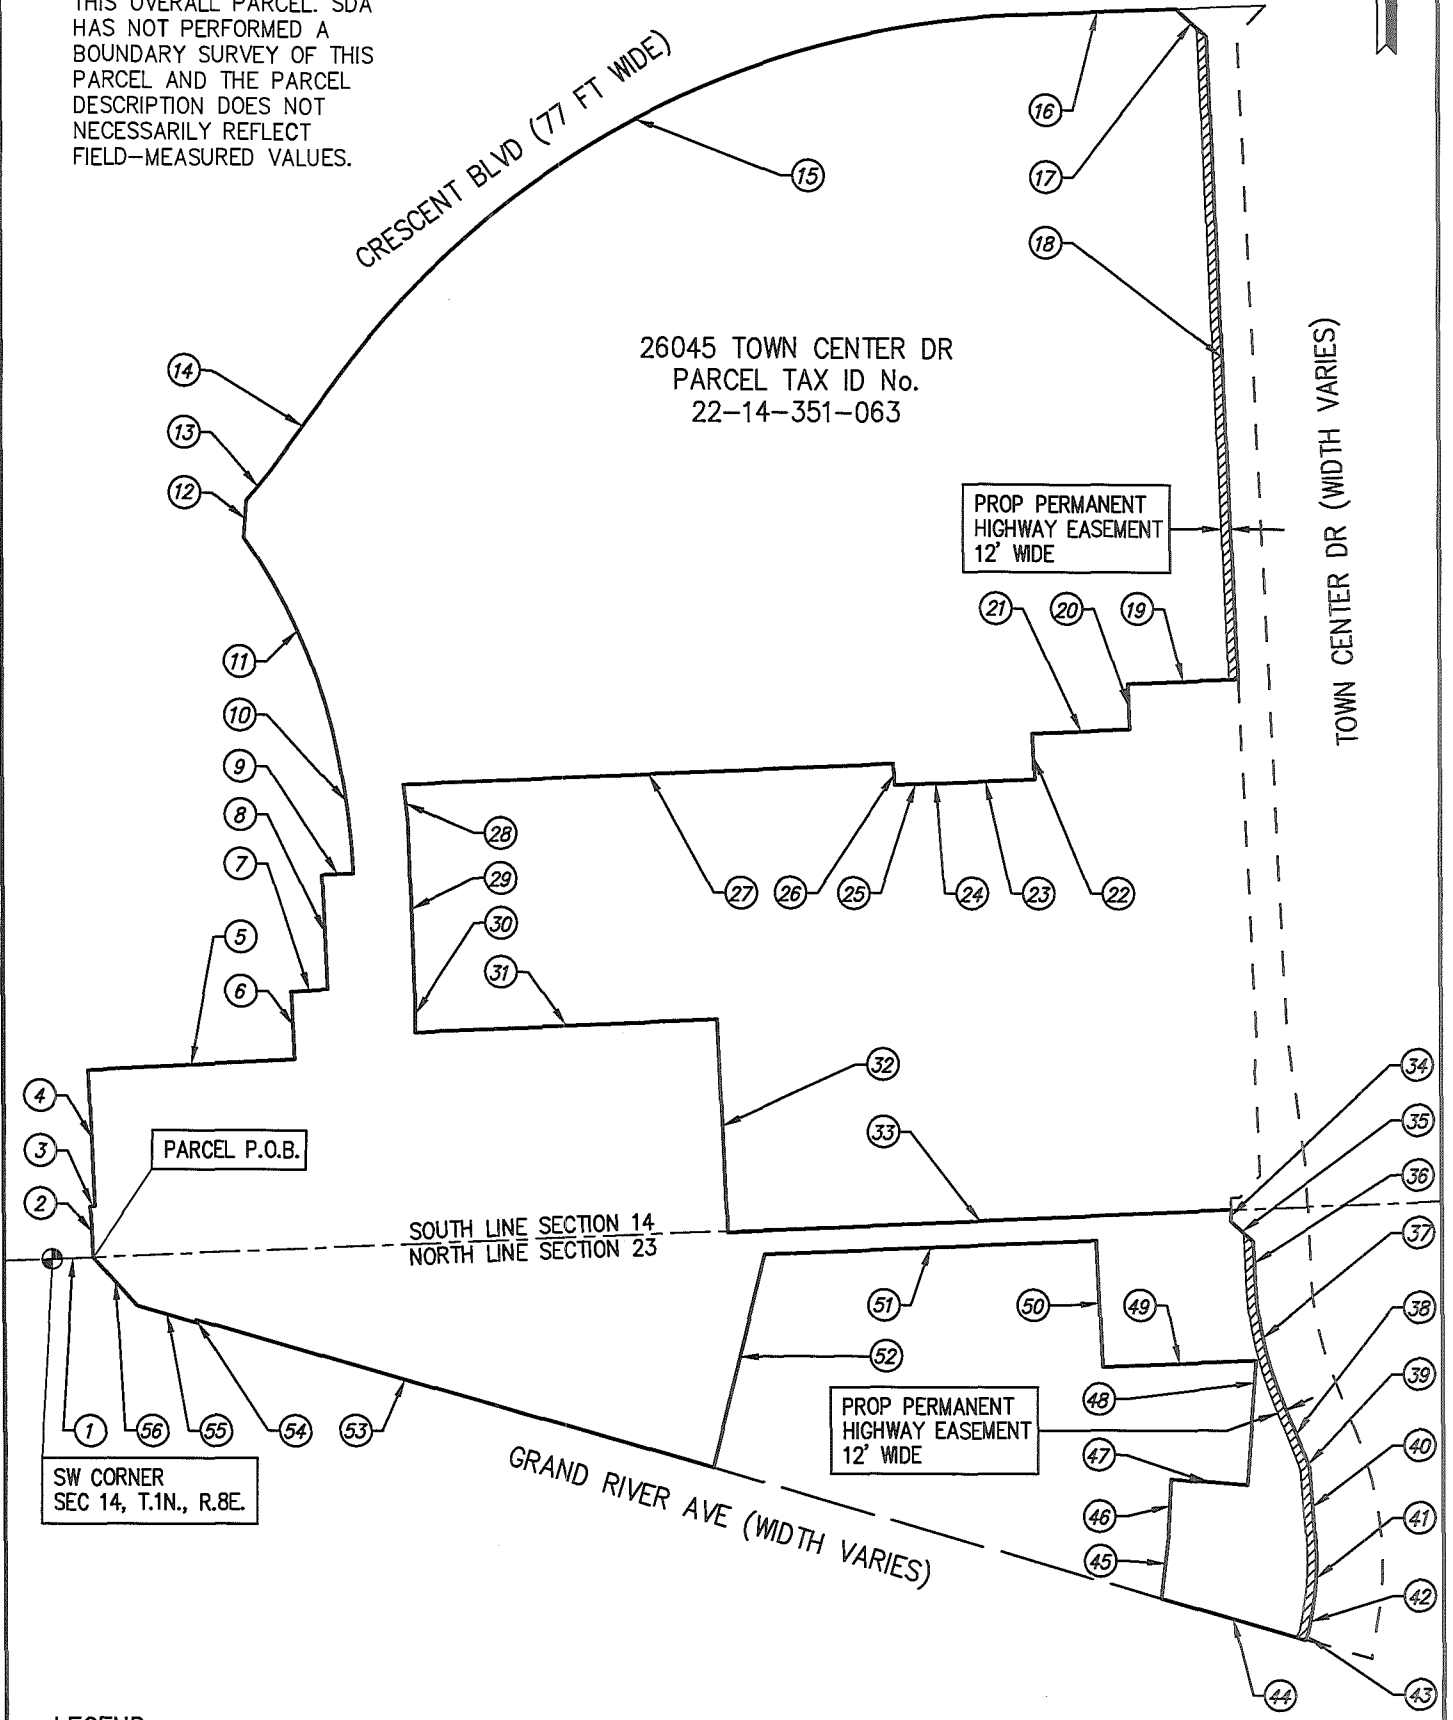 THIS OVERALL PARCEL. SDA
HAS NOT PERFORMED A
BOUNDARY SURVEY OF THIS
PARCEL AND THE PARCEL
DESCRIPTION DOES NOT
NECESSARILY REFLECT
FIELD-MEASURED VALUES.
CRESCENT BLVD (77 FT WIDE)
16
15
17
18
26045 TOWN CENTER DR
PARCEL TAX ID No.
22-14-351-063
TOWN CENTER DR (WIDTH VARIES)
14
13
12
PROP PERMANENT
HIGHWAY EASEMENT
12' WIDE
21
20
19
11
10
9
8
7
28
29
30
27
26
25
24
23
22
5
6
31
4
3
2
PARCEL P.O.B.
32
33
34
35
36
37
38
39
40
41
42
43
SOUTH LINE SECTION 14
NORTH LINE SECTION 23
51
50
49
52
48
PROP PERMANENT
HIGHWAY EASEMENT
12' WIDE
47
46
45
44
1
56
55
54
53
SW CORNER
SEC 14, T.1N., R.8E.
GRAND RIVER AVE (WIDTH VARIES)